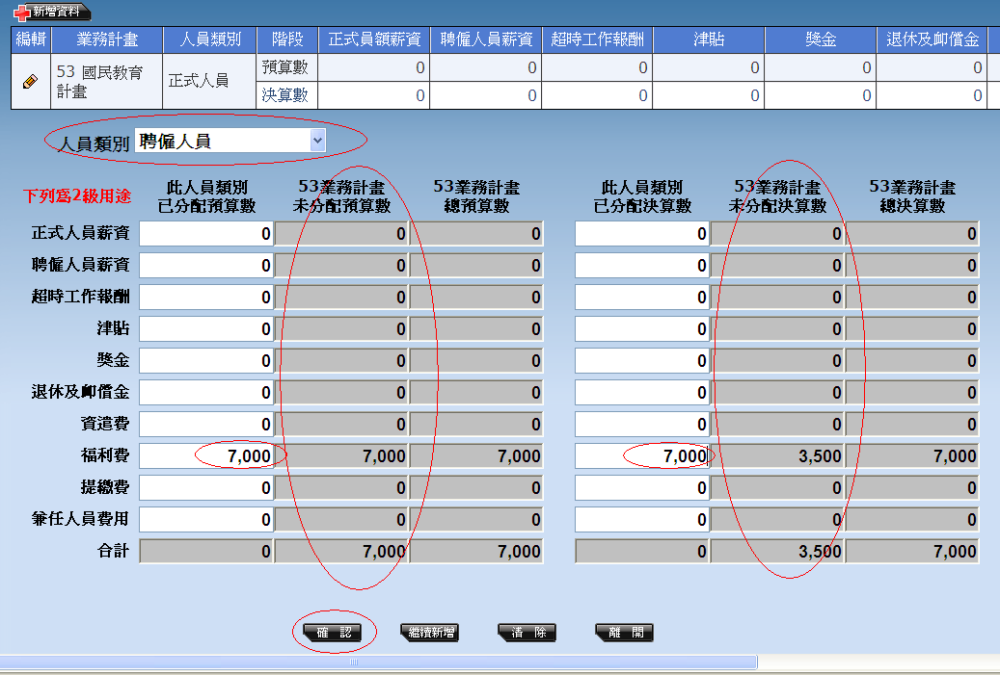 新增資料
編輯 業務計畫 人員類別 階段 正式員額薪資 聘僱人員薪資 超時工作報酬 津貼 獎金 退休及卹償金
53 國民教育計畫 正式人員 預算數 0 0 0 0 0 0
決算數 0 0 0 0 0 0
人員類別 聘僱人員
下列為2級用途 此人員類別 53業務計畫 53業務計畫 此人員類別 53業務計畫 53業務計畫
已分配預算數 未分配預算數 總預算數 已分配決算數 未分配決算數 總決算數
正式人員薪資 0 0 0 0 0 0
聘僱人員薪資 0 0 0 0 0 0
超時工作報酬 0 0 0 0 0 0
津貼 0 0 0 0 0 0
獎金 0 0 0 0 0 0
退休及卹償金 0 0 0 0 0 0
資遣費 0 0 0 0 0 0
福利費 7,000 7,000 7,000 7,000 3,500 7,000
提繳費 0 0 0 0 0 0
兼任人員費用 0 0 0 0 0 0
合計 0 7,000 7,000 0 3,500 7,000
確 認 繼續新增 清 除 離 開